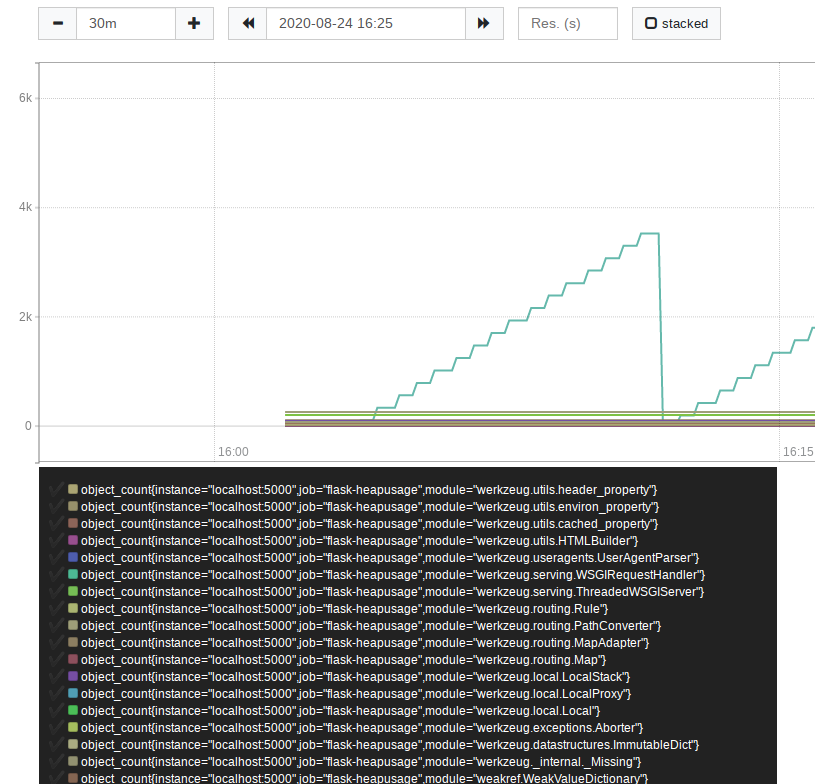 30m 2020-08-24 16:25 Res. (s) stacked
6k
4k
2k
0
16:00 16:15
object_count{instance="localhost:5000",job="flask-heapusage",module="werkzeug.utils.header_property"}
object_count{instance="localhost:5000",job="flask-heapusage",module="werkzeug.utils.environ_property"}
object_count{instance="localhost:5000",job="flask-heapusage",module="werkzeug.utils.cached_property"}
object_count{instance="localhost:5000",job="flask-heapusage",module="werkzeug.utils.HTMLBuilder"}
object_count{instance="localhost:5000",job="flask-heapusage",module="werkzeug.useragents.UserAgentParser"}
object_count{instance="localhost:5000",job="flask-heapusage",module="werkzeug.serving.WSGIRequestHandler"}
object_count{instance="localhost:5000",job="flask-heapusage",module="werkzeug.serving.ThreadedWSGIServer"}
object_count{instance="localhost:5000",job="flask-heapusage",module="werkzeug.routing.Rule"}
object_count{instance="localhost:5000",job="flask-heapusage",module="werkzeug.routing.PathConverter"}
object_count{instance="localhost:5000",job="flask-heapusage",module="werkzeug.routing.MapAdapter"}
object_count{instance="localhost:5000",job="flask-heapusage",module="werkzeug.routing.Map"}
object_count{instance="localhost:5000",job="flask-heapusage",module="werkzeug.local.LocalStack"}
object_count{instance="localhost:5000",job="flask-heapusage",module="werkzeug.local.LocalProxy"}
object_count{instance="localhost:5000",job="flask-heapusage",module="werkzeug.local.Local"}
object_count{instance="localhost:5000",job="flask-heapusage",module="werkzeug.exceptions.Aborter"}
object_count{instance="localhost:5000",job="flask-heapusage",module="werkzeug.datastructures.ImmutableDict"}
object_count{instance="localhost:5000",job="flask-heapusage",module="werkzeug._internal._Missing"}
object_count{instance="localhost:5000",job="flask-heapusage",module="weakref.WeakValueDictionary"}